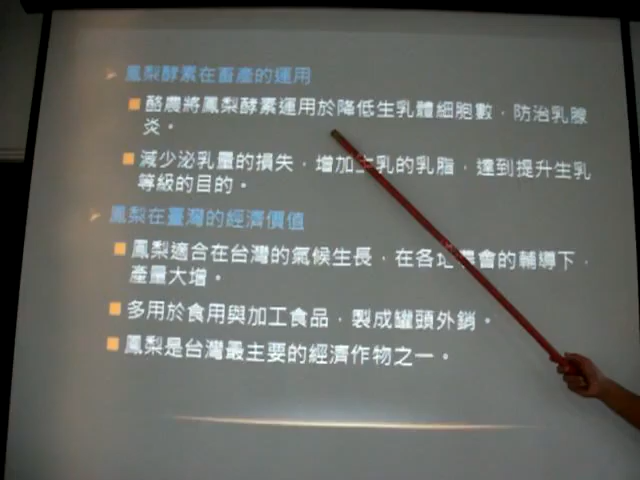 鳳梨酵素在畜產的運用
酪農將鳳梨酵素運用於降低生乳體細胞數，防治乳腺
炎。
減少泌乳量的損失，增加生乳的乳脂，達到提升生乳
等級的目的。
鳳梨在臺灣的經濟價值
鳳梨適合在台灣的氣候生長，在各地農會的輔導下，
產量大增。
多用於食用與加工食品，製成罐頭外銷。
鳳梨是台灣最主要的經濟作物之一。